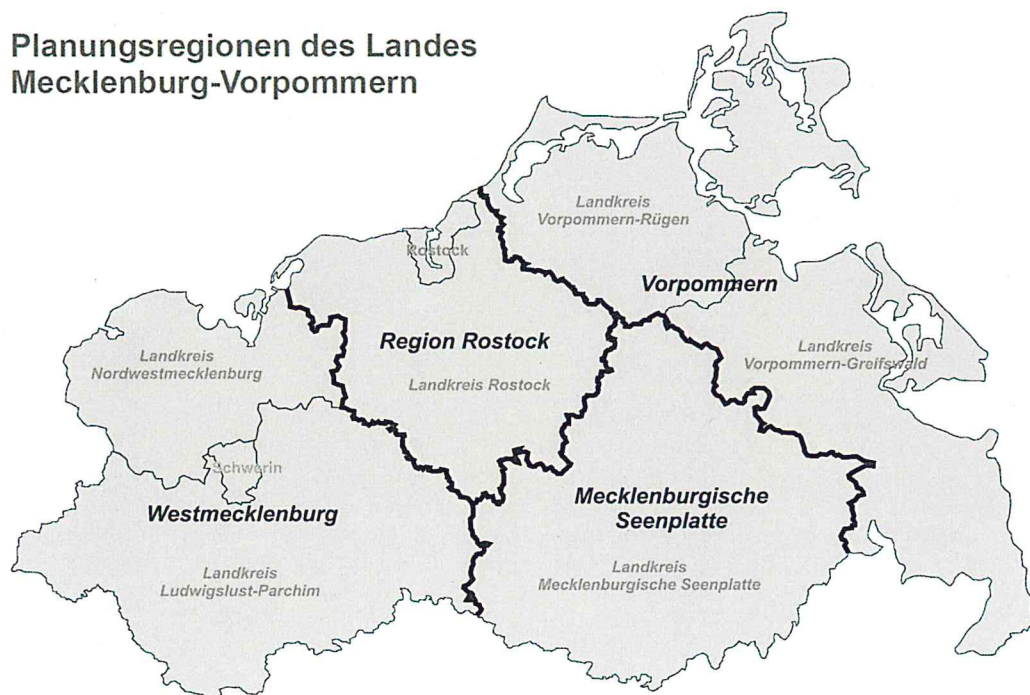 Planungsregionen des Landes
Mecklenburg-Vorpommern
Landkreis
Vorpommern-Rügen
Rostock
Vorpommern
Region Rostock
Landkreis
Vorpommern-Greifswald
Landkreis
Nordwestmecklenburg
Landkreis Rostock
Schwerin
Westmecklenburg
Mecklenburgische
Seenplatte
Landkreis
Ludwigslust-Parchim
Landkreis
Mecklenburgische Seenplatte